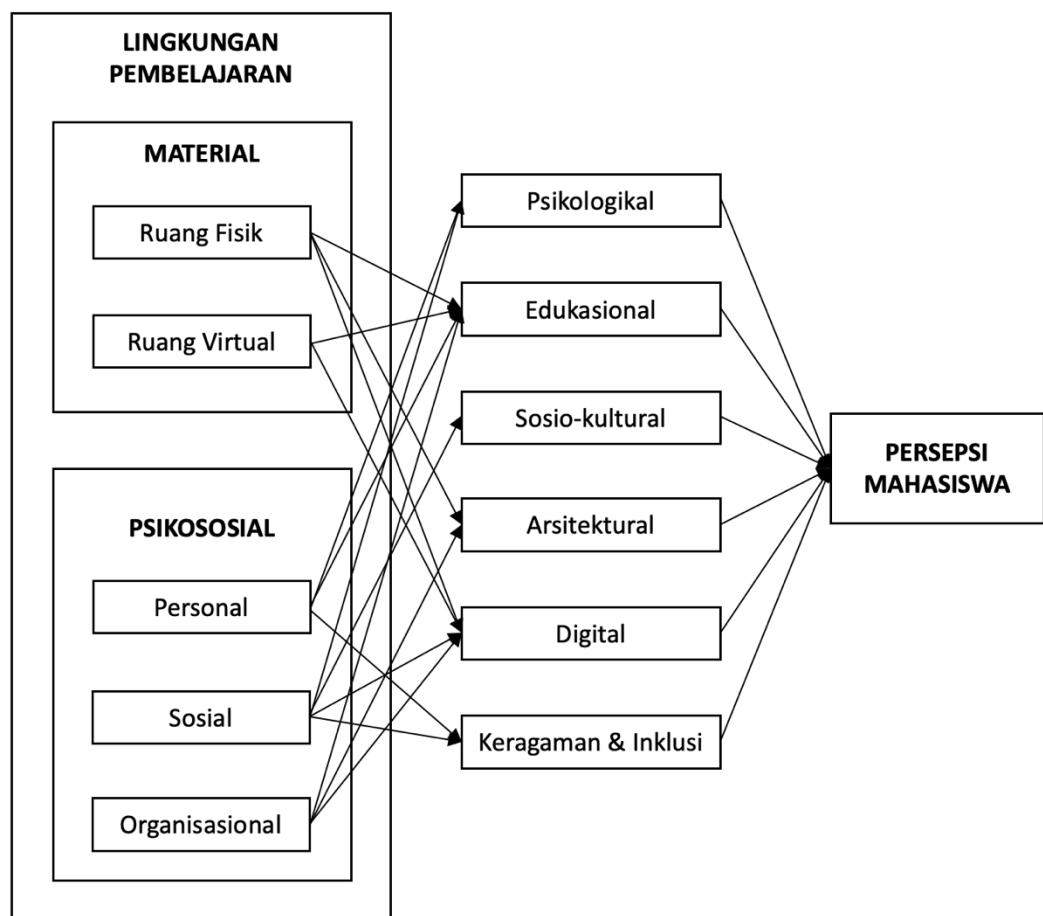 LINGKUNGAN
PEMBELAJARAN
MATERIAL
Ruang Fisik
Ruang Virtual
PSIKOSOSIAL
Personal
Sosial
Organisasional
Psikologikal
Edukasional
Sosio-kultural
Arsitektural
Digital
Keragaman & Inklusi
PERSEPSI
MAHASISWA